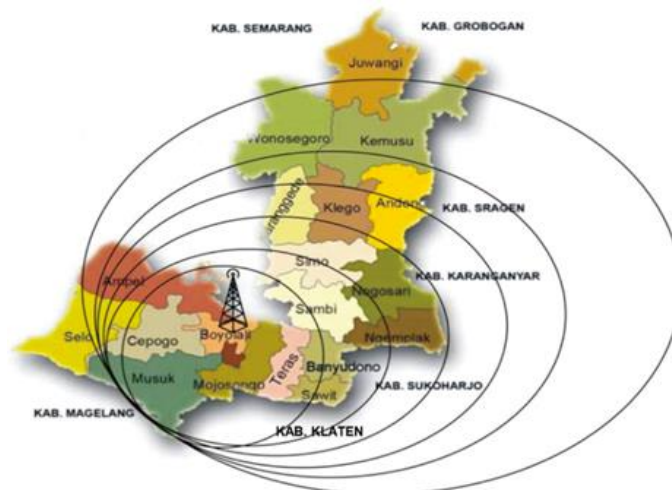 KAB. SEMARANG
KAB. GROBOGAN
Juwangi
Wonosegoro
Kemusu
Klego
Andong
KAB. SRAGEN
Simo
KAB. KARANGANYAR
Ampel
Nogosari
Sambi
Selo
Cepogo
Boyolali
Ngemplak
Musuk
Mojosongo
Teras
Banyudono
Sawit
KAB. SUKOHARJO
KAB. MAGELANG
KAB. KLATEN